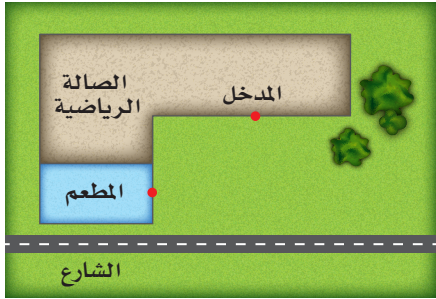 الصالة
الرياضية
المدخل
المطعم
الشارع